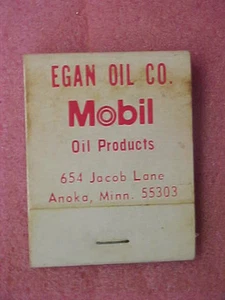 EGAN OIL CO.
Mobil
Oil Products
654 Jacob Lane
Anoka, Minn. 55303